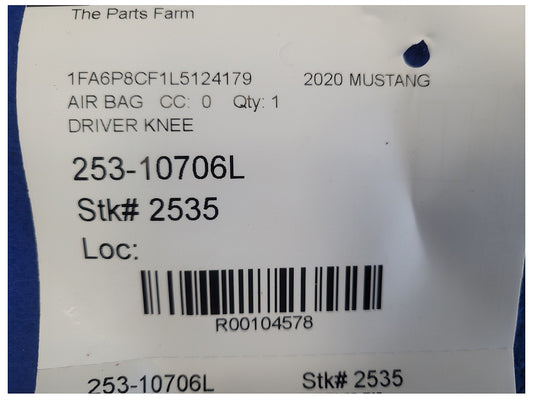 The Parts Farm
1FA6P8CF1L5124179 2020 MUSTANG
AIR BAG CC: 0 Qty: 1
DRIVER KNEE
253-10706L
Stk# 2535
Loc:
R00104578
253-10706L Stk# 2535